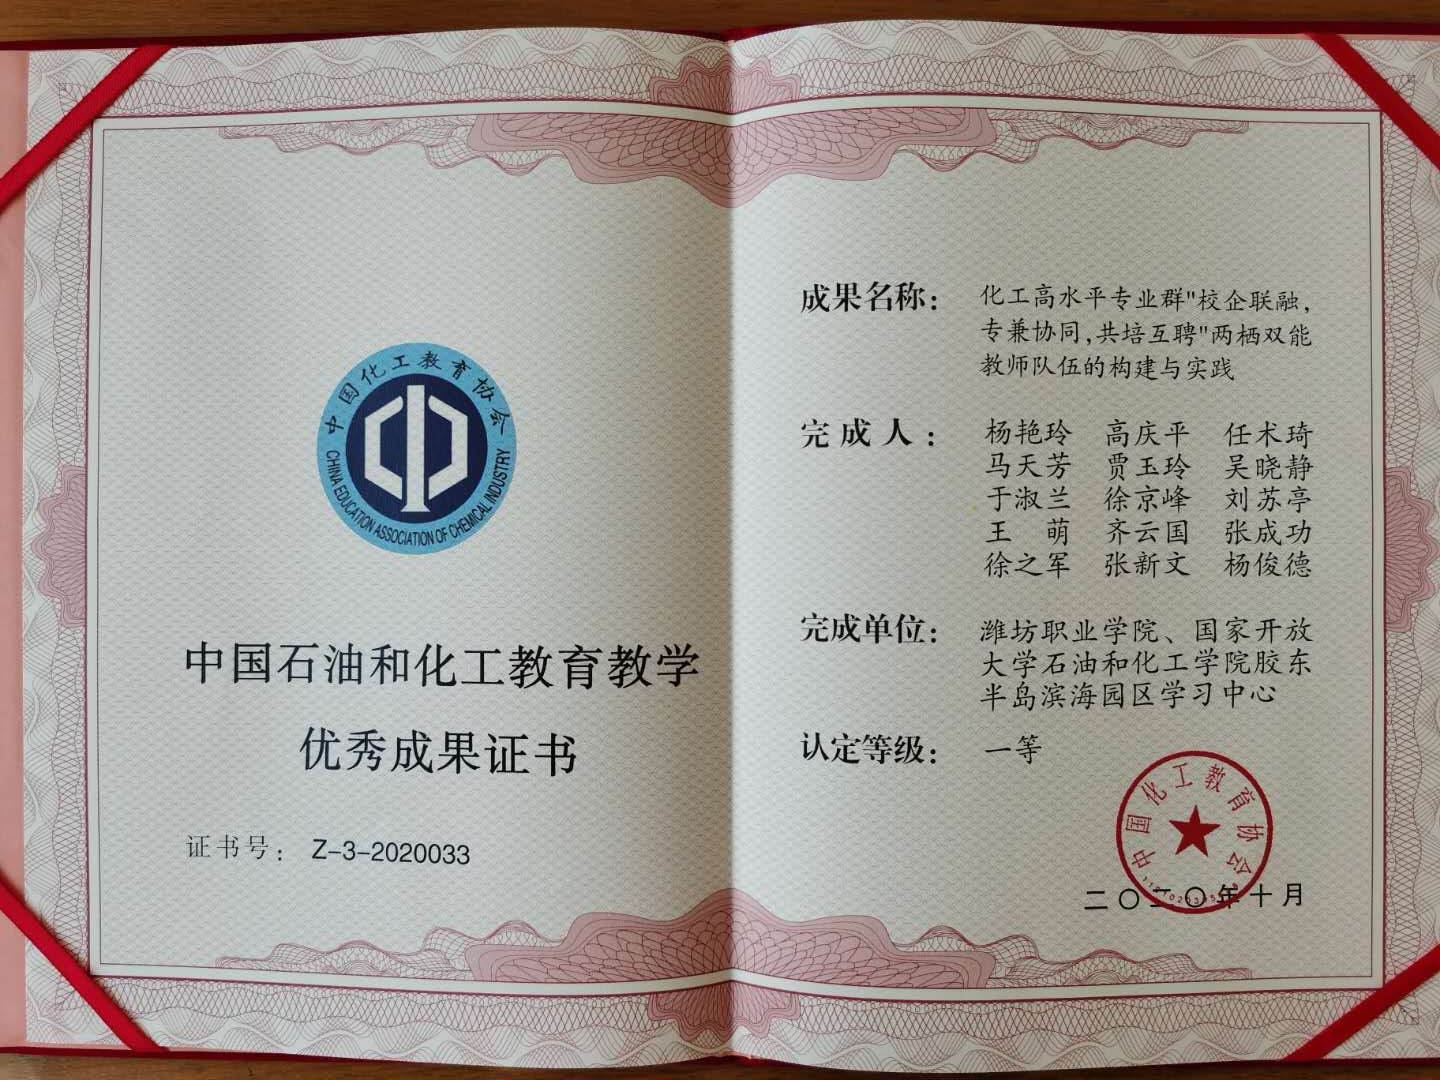 中国化工教育协会
CHINA EDUCATION ASSOCIATION OF CHEMICAL INDUSTRY
中国石油和化工教育教学
优秀成果证书
证书号：Z-3-2020033
成果名称：化工高水平专业群"校企联融，
专兼协同，共培互聘"两栖双能
教师队伍的构建与实践
完成人：杨艳玲 高庆平 任术琦
马天芳 贾玉玲 吴晓静
于淑兰 徐京峰 刘苏亭
王 萌 齐云国 张成功
徐之军 张新文 杨俊德
完成单位：潍坊职业学院、国家开放
大学石油和化工学院胶东
半岛滨海园区学习中心
认定等级：一等
中国化工教育协会
二〇二〇年十月